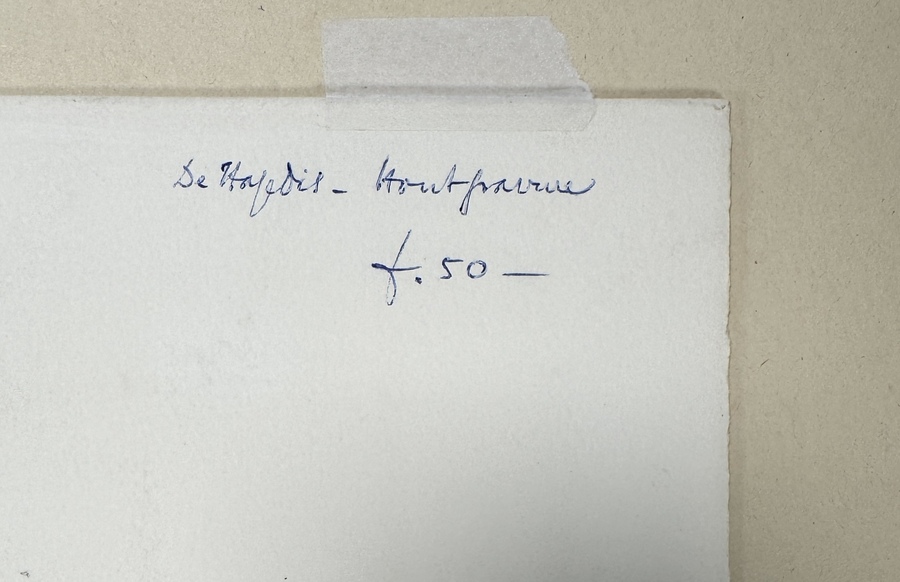 De Hagedis - Houtgravure
f. 50 —